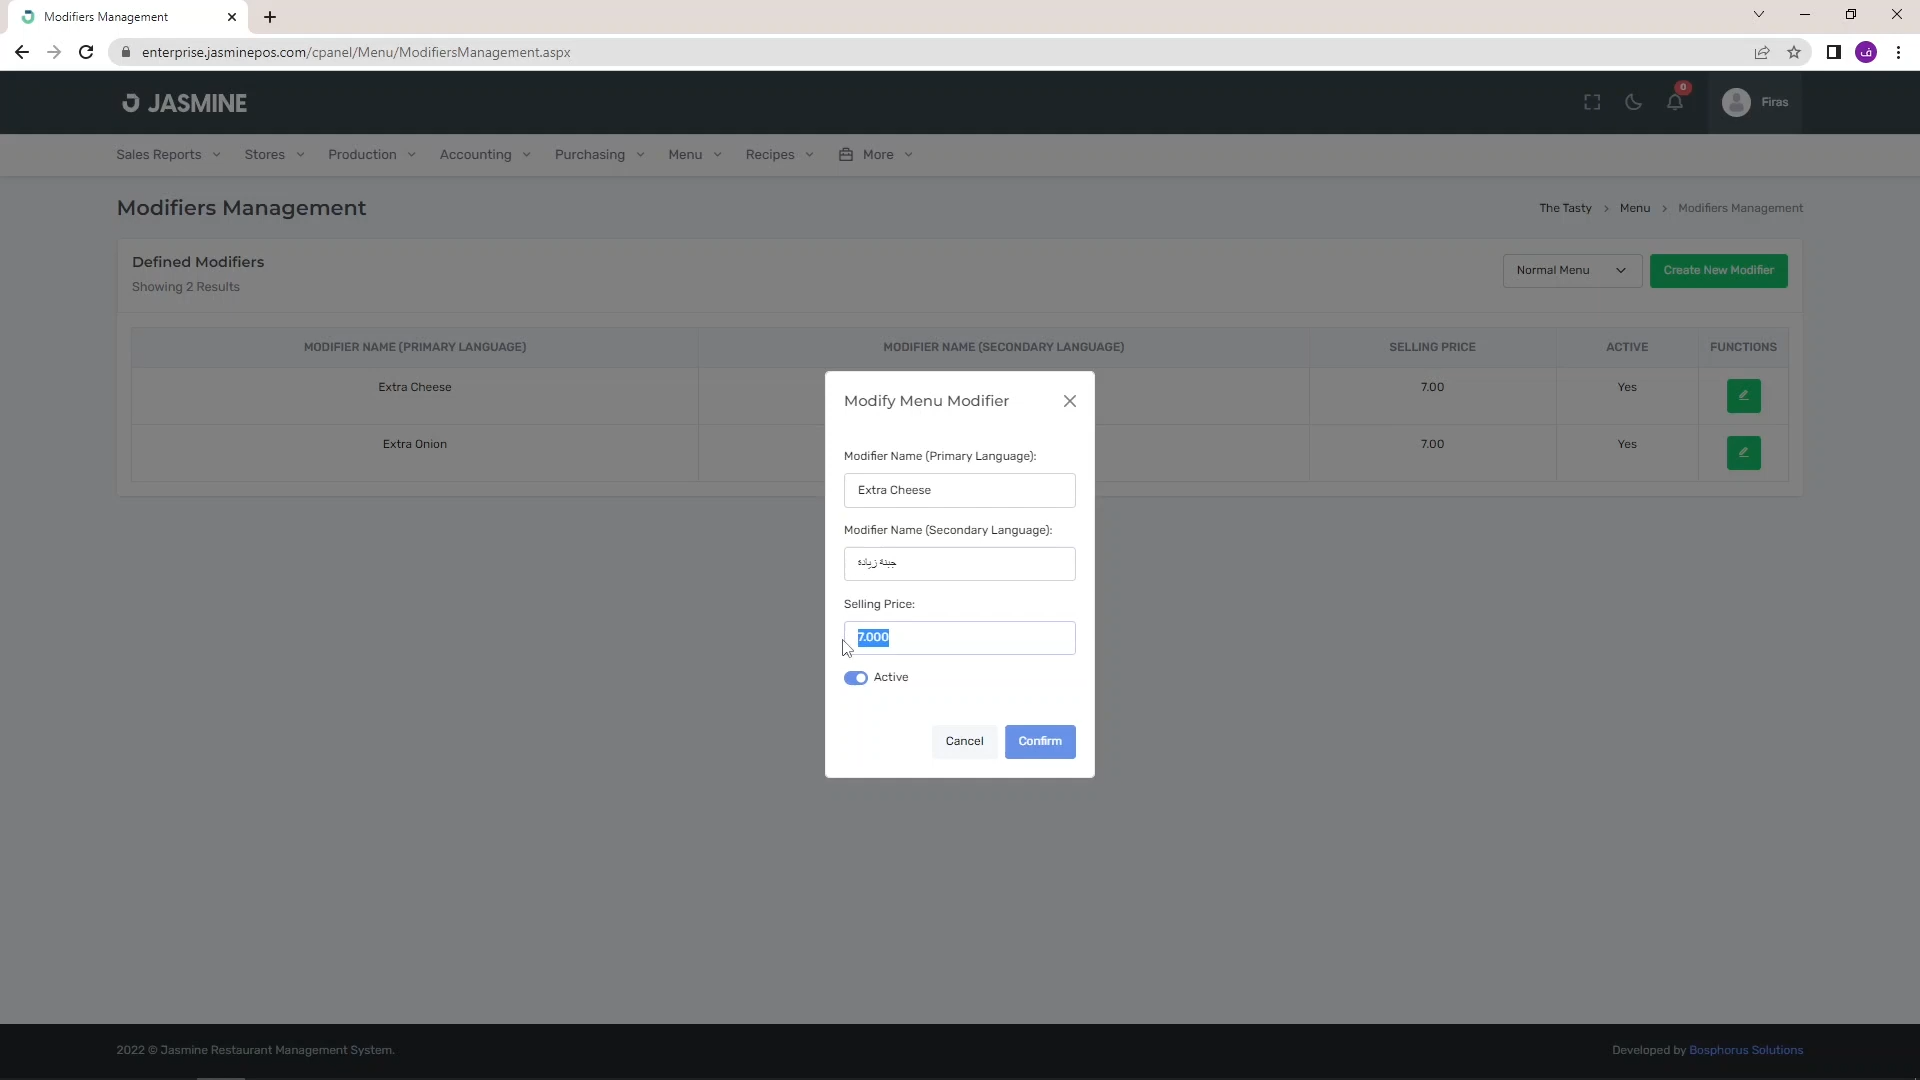 Modifiers Management
enterprise.jasminepos.com/cpanel/Menu/ModifiersManagement.aspx
ف
JASMINE
0
Firas
Sales Reports Stores Production Accounting Purchasing Menu Recipes More
Modifiers Management
The Tasty > Menu > Modifiers Management
Defined Modifiers
Showing 2 Results
Normal Menu
Create New Modifier
MODIFIER NAME (PRIMARY LANGUAGE) MODIFIER NAME (SECONDARY LANGUAGE) SELLING PRICE ACTIVE FUNCTIONS
Extra Cheese 7.00 Yes
Extra Onion 7.00 Yes
Modify Menu Modifier
Modifier Name (Primary Language):
Extra Cheese
Modifier Name (Secondary Language):
جبنة زياده
Selling Price:
7.000
Active
Cancel Confirm
2022 © Jasmine Restaurant Management System.
Developed by Bosphorus Solutions